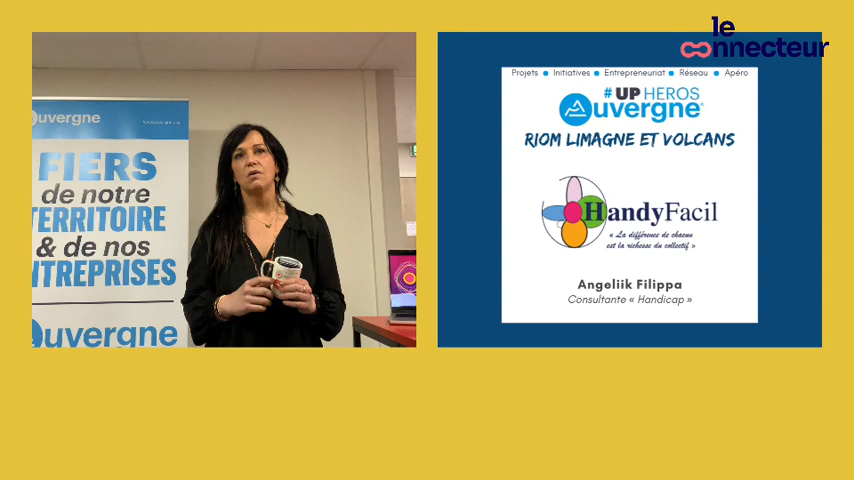 le
connecteur
uvergne
FIERS
de notre
TERRITOIRE
& de nos
NTREPRISES
uvergne
Projets • Initiatives • Entrepreneuriat • Réseau • Apéro
#UP HEROS
Auvergne
RIOM LIMAGNE ET VOLCANS
HandyFacil
« La différence de chacun
est la richesse du collectif »
Angeliik Filippa
Consultante « Handicap »